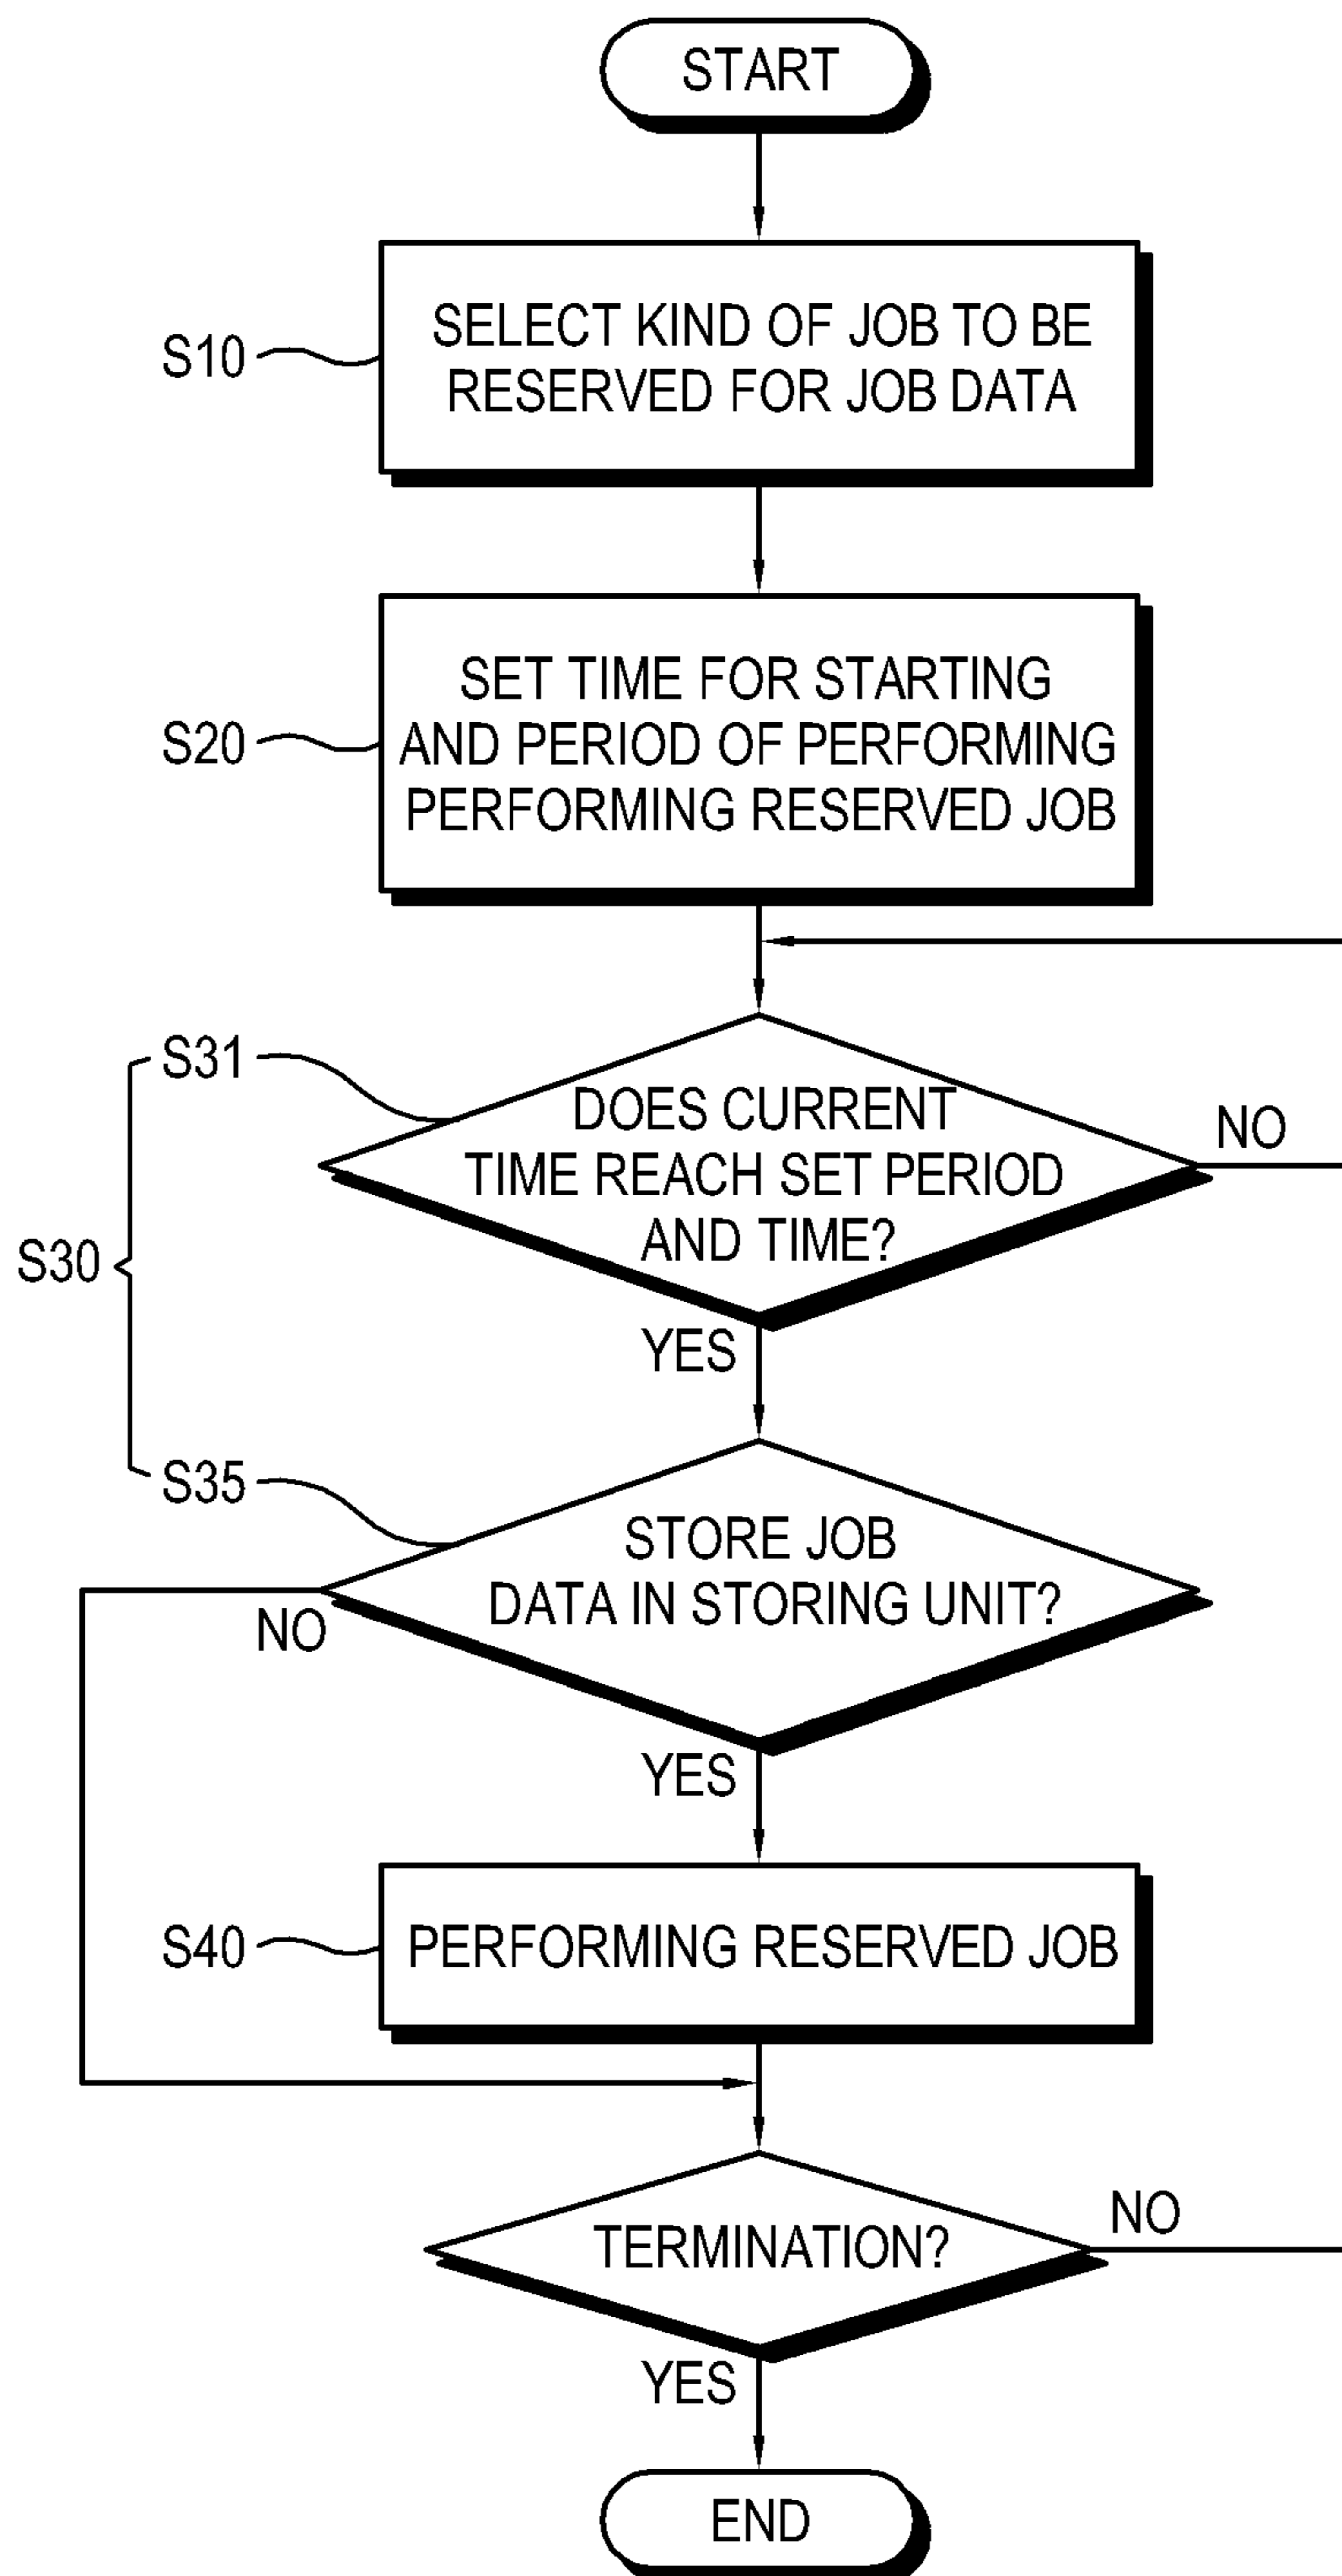 START
S10
SELECT KIND OF JOB TO BE
RESERVED FOR JOB DATA
S20
SET TIME FOR STARTING
AND PERIOD OF PERFORMING
PERFORMING RESERVED JOB
S30
S31
DOES CURRENT
TIME REACH SET PERIOD
AND TIME?
NO
YES
S35
STORE JOB
DATA IN STORING UNIT?
NO
YES
S40
PERFORMING RESERVED JOB
TERMINATION?
NO
YES
END